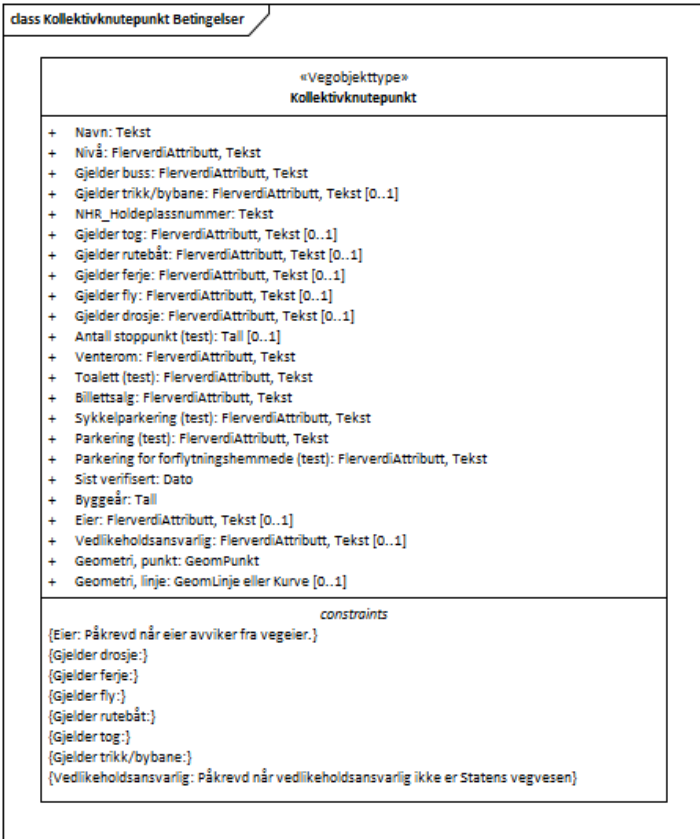 class Kollektivknutepunkt Betingelser
«Vegobjekttype»
Kollektivknutepunkt
+ Navn: Tekst
+ Nivå: FlerverdiAttributt, Tekst
+ Gjelder buss: FlerverdiAttributt, Tekst
+ Gjelder trikk/bybane: FlerverdiAttributt, Tekst [0..1]
+ NHR_Holdeplassnummer: Tekst
+ Gjelder tog: FlerverdiAttributt, Tekst [0..1]
+ Gjelder rutebåt: FlerverdiAttributt, Tekst [0..1]
+ Gjelder ferje: FlerverdiAttributt, Tekst [0..1]
+ Gjelder fly: FlerverdiAttributt, Tekst [0..1]
+ Gjelder drosje: FlerverdiAttributt, Tekst [0..1]
+ Antall stoppunkt (test): Tall [0..1]
+ Venterom: FlerverdiAttributt, Tekst
+ Toalett (test): FlerverdiAttributt, Tekst
+ Billettsalg: FlerverdiAttributt, Tekst
+ Sykkelparkering (test): FlerverdiAttributt, Tekst
+ Parkering (test): FlerverdiAttributt, Tekst
+ Parkering for forflytningshemmede (test): FlerverdiAttributt, Tekst
+ Sist verifisert: Dato
+ Byggeår: Tall
+ Eier: FlerverdiAttributt, Tekst [0..1]
+ Vedlikeholdsansvarlig: FlerverdiAttributt, Tekst [0..1]
+ Geometri, punkt: GeomPunkt
+ Geometri, linje: GeomLinje eller Kurve [0..1]
constraints
{Eier: Påkrevd når eier avviker fra vegeier.}
{Gjelder drosje:}
{Gjelder ferje:}
{Gjelder fly:}
{Gjelder rutebåt:}
{Gjelder tog:}
{Gjelder trikk/bybane:}
{Vedlikeholdsansvarlig: Påkrevd når vedlikeholdsansvarlig ikke er Statens vegvesen}